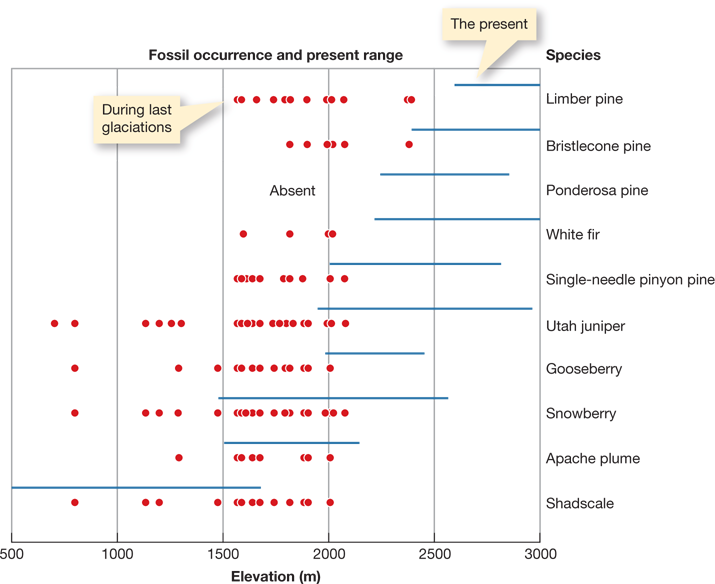 The present
Fossil occurrence and present range
Species
During last
glaciations
Limber pine
Bristlecone pine
Absent
Ponderosa pine
White fir
Single-needle pinyon pine
Utah juniper
Gooseberry
Snowberry
Apache plume
Shadscale
500 1000 1500 2000 2500 3000
Elevation (m)